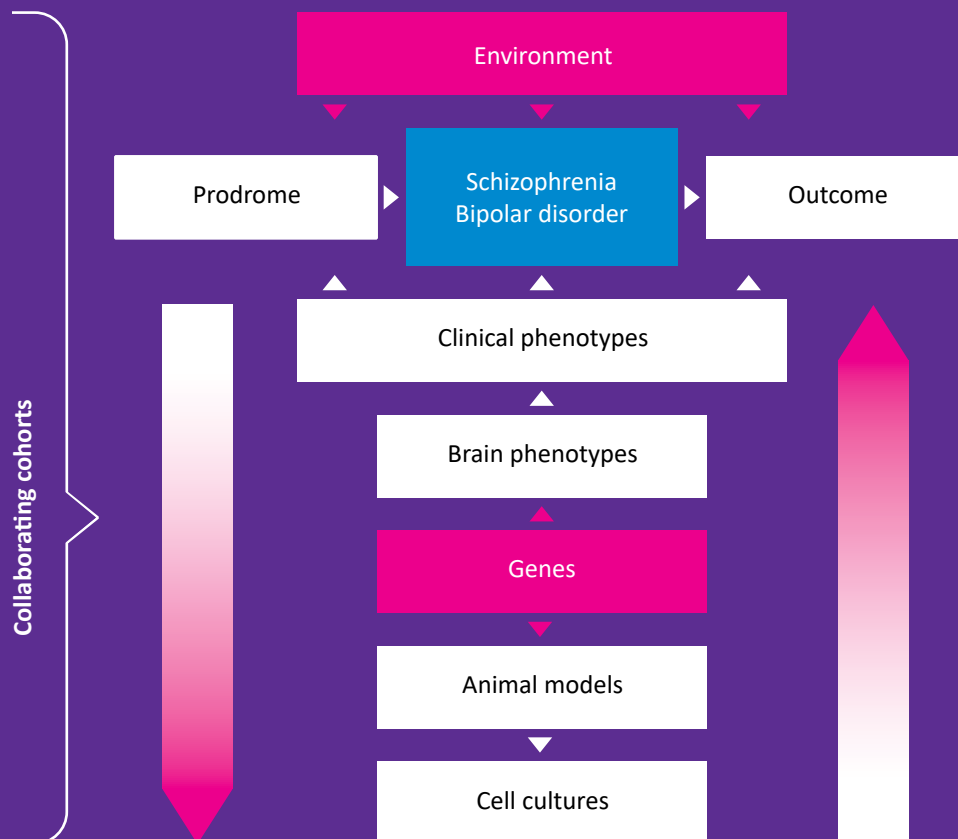 Environment
Prodrome
Schizophrenia
Bipolar disorder
Outcome
Clinical phenotypes
Brain phenotypes
Genes
Animal models
Cell cultures
Collaborating cohorts